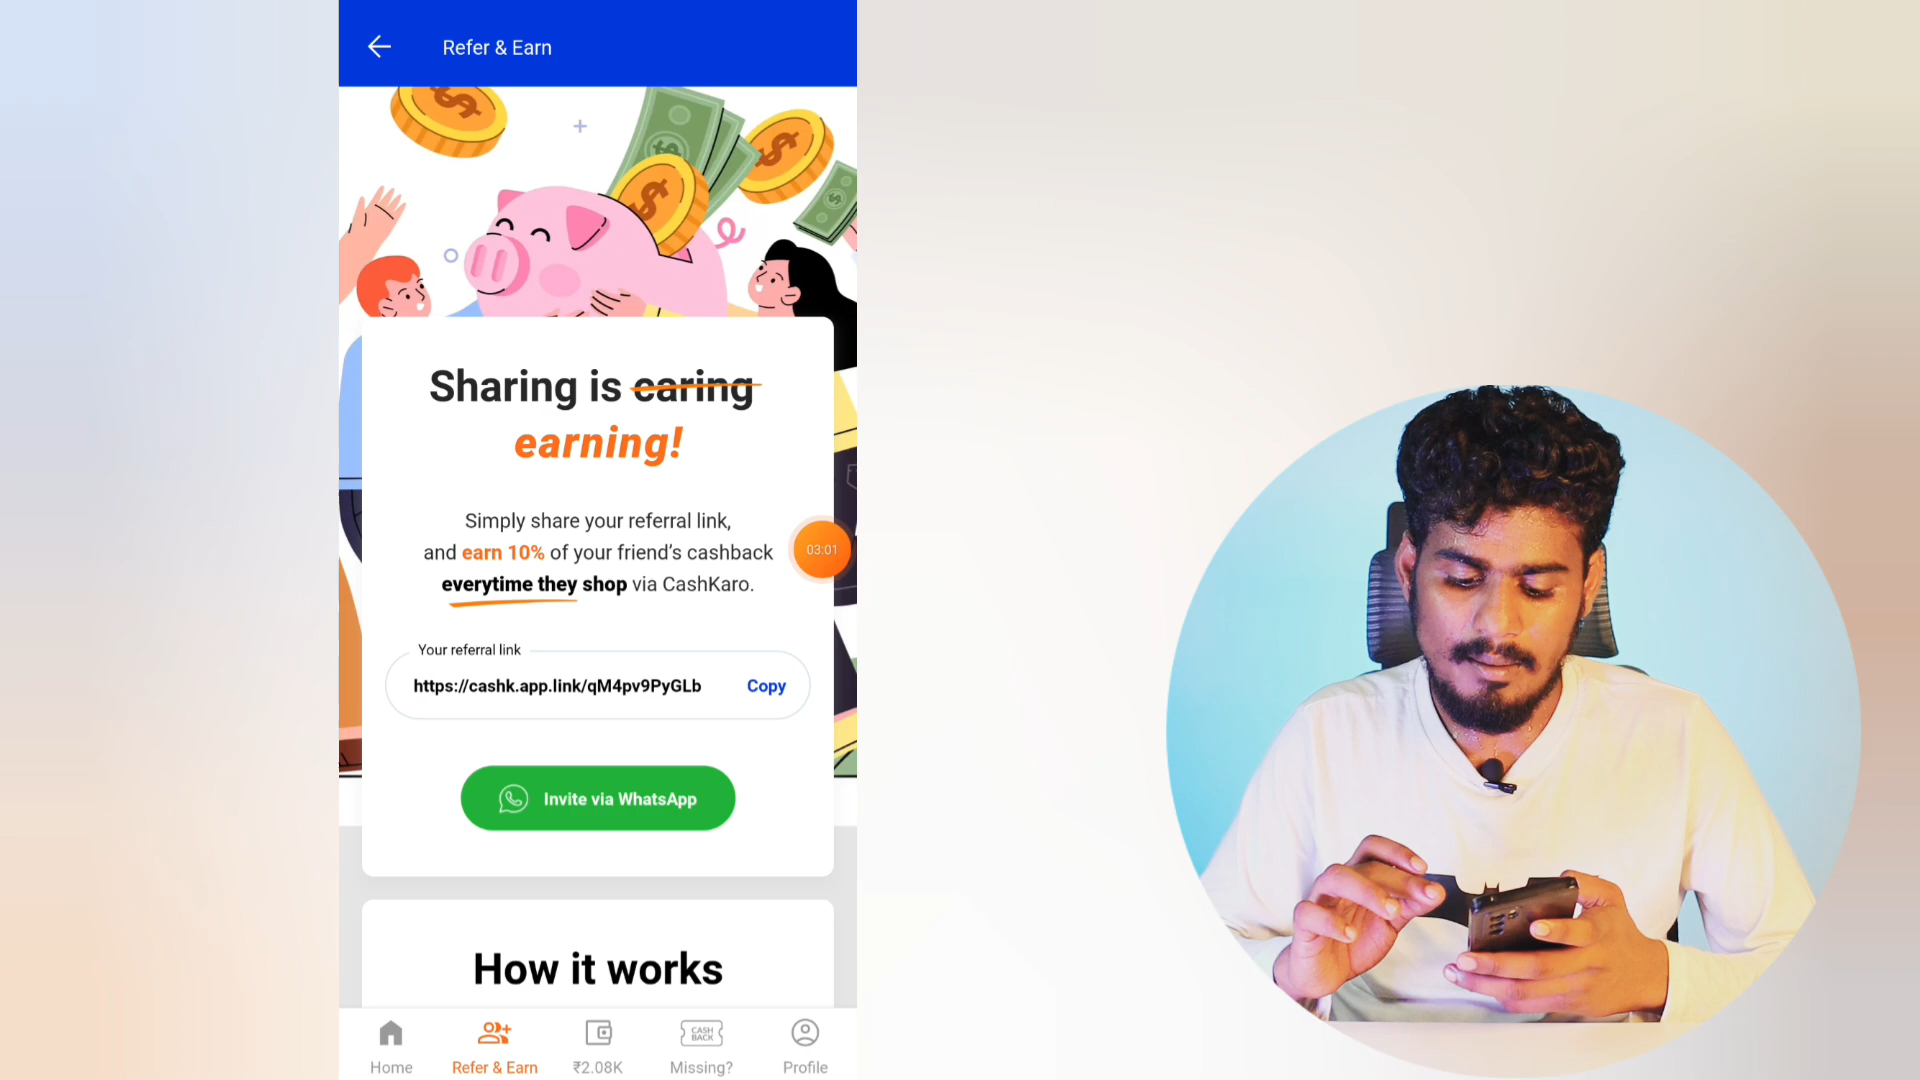 Refer & Earn
Sharing is caring
earning!
Simply share your referral link,
and earn 10% of your friend's cashback
everytime they shop via CashKaro.
03:01
Your referral link
https://cashk.app.link/qM4pv9PyGLb
Copy
Invite via WhatsApp
How it works
Home
Refer & Earn
₹2.08K
CASH
BACK
Missing?
Profile